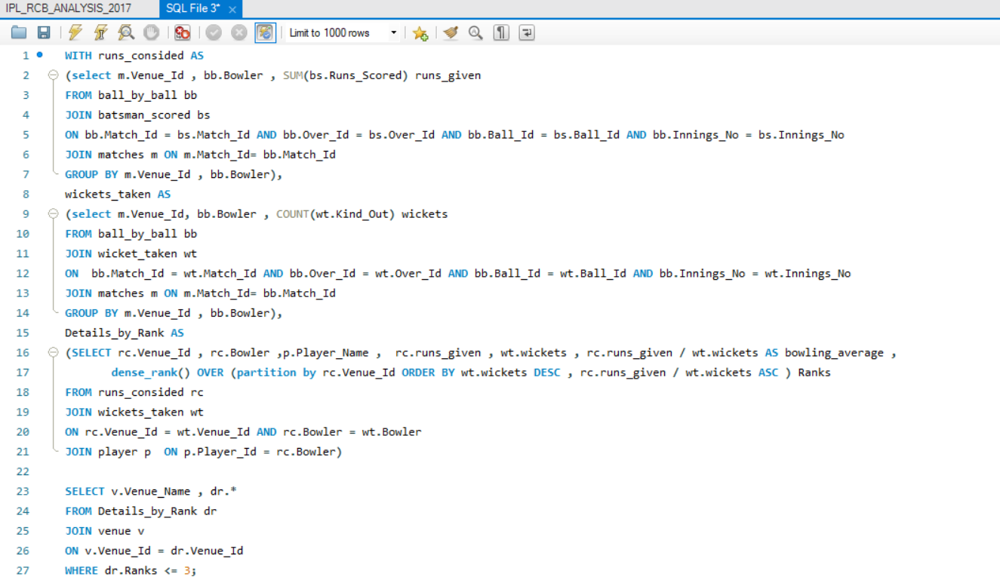 IPL_RCB_ANALYSIS_2017 SQL File 3* ×
Limit to 1000 rows
1 WITH runs_consided AS
2 (select m.Venue_Id , bb.Bowler , SUM(bs.Runs_Scored) runs_given
3 FROM ball_by_ball bb
4 JOIN batsman_scored bs
5 ON bb.Match_Id = bs.Match_Id AND bb.Over_Id = bs.Over_Id AND bb.Ball_Id = bs.Ball_Id AND bb.Innings_No = bs.Innings_No
6 JOIN matches m ON m.Match_Id= bb.Match_Id
7 GROUP BY m.Venue_Id , bb.Bowler),
8 wickets_taken AS
9 (select m.Venue_Id, bb.Bowler , COUNT(wt.Kind_Out) wickets
10 FROM ball_by_ball bb
11 JOIN wicket_taken wt
12 ON  bb.Match_Id = wt.Match_Id AND bb.Over_Id = wt.Over_Id AND bb.Ball_Id = wt.Ball_Id AND bb.Innings_No = wt.Innings_No
13 JOIN matches m ON m.Match_Id= bb.Match_Id
14 GROUP BY m.Venue_Id , bb.Bowler),
15 Details_by_Rank AS
16 (SELECT rc.Venue_Id , rc.Bowler ,p.Player_Name ,  rc.runs_given , wt.wickets , rc.runs_given / wt.wickets AS bowling_average ,
17 dense_rank() OVER (partition by rc.Venue_Id ORDER BY wt.wickets DESC , rc.runs_given / wt.wickets ASC ) Ranks
18 FROM runs_consided rc
19 JOIN wickets_taken wt
20 ON rc.Venue_Id = wt.Venue_Id AND rc.Bowler = wt.Bowler
21 JOIN player p  ON p.Player_Id = rc.Bowler)
22
23 SELECT v.Venue_Name , dr.*
24 FROM Details_by_Rank dr
25 JOIN venue v
26 ON v.Venue_Id = dr.Venue_Id
27 WHERE dr.Ranks <= 3;